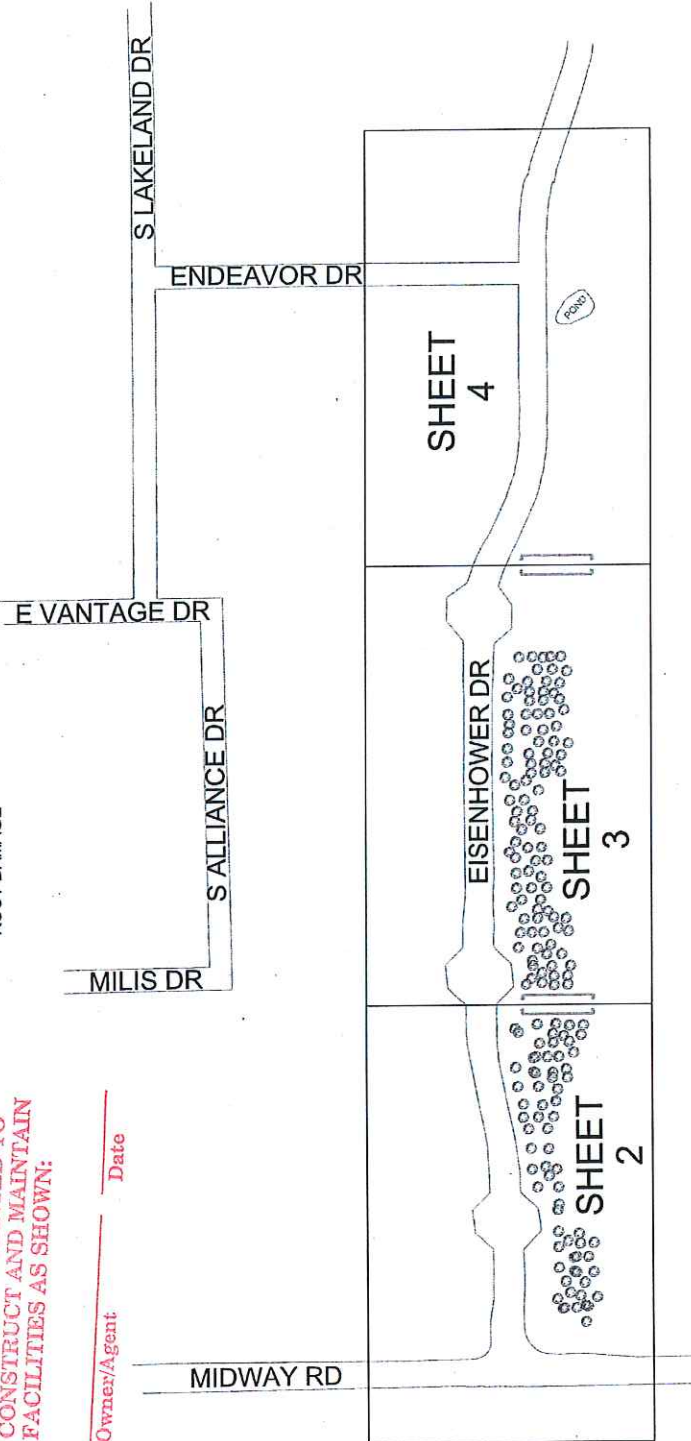 S LAKELAND DR
ENDEAVOR DR
POND
SHEET
4
E VANTAGE DR
S ALLIANCE DR
EISENHOWER DR
SHEET
3
MILIS DR
CONSTRUCT AND MAINTAIN
FACILITIES AS SHOWN:
Owner/Agent Date
SHEET
2
MIDWAY RD